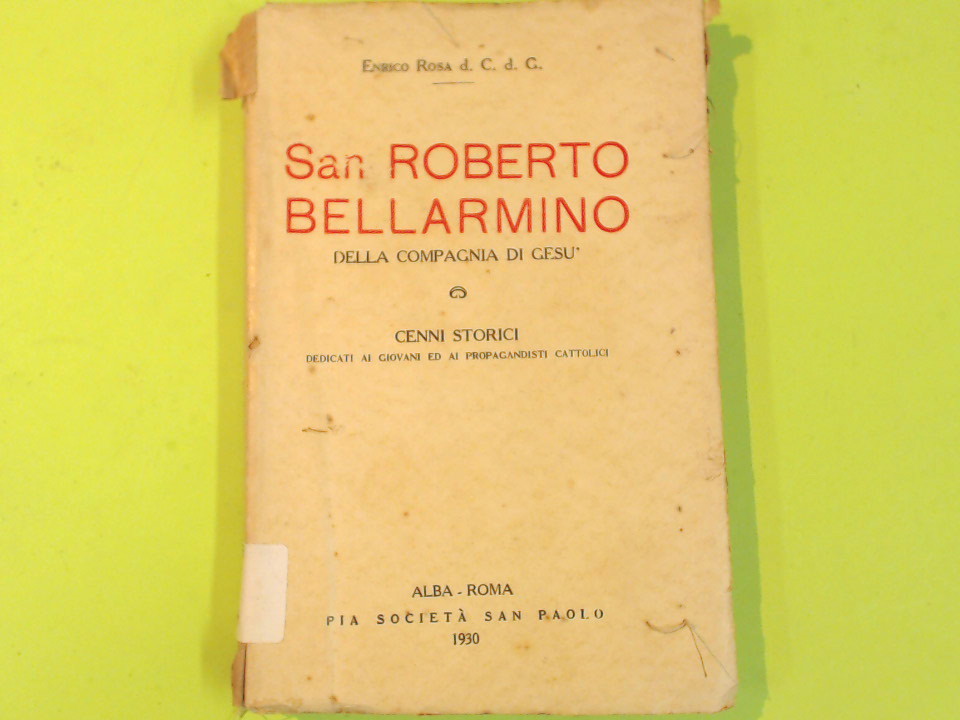 Enrico Rosa d. C. d. G.
San ROBERTO
BELLARMINO
DELLA COMPAGNIA DI GESU'
CENNI STORICI
DEDICATI AI GIOVANI ED AI PROPAGANDISTI CATTOLICI
ALBA - ROMA
PIA SOCIETÀ SAN PAOLO
1930